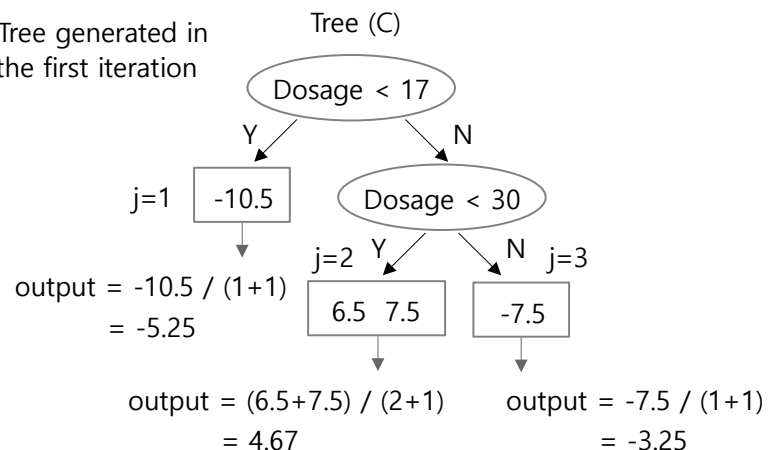 Tree (C)
Tree generated in
the first iteration
Dosage < 17
Y
N
j=1
-10.5
Dosage < 30
output = -10.5 / (1+1)
= -5.25
j=2
Y
N
j=3
6.5 7.5
-7.5
output = (6.5+7.5) / (2+1)
= 4.67
output = -7.5 / (1+1)
= -3.25